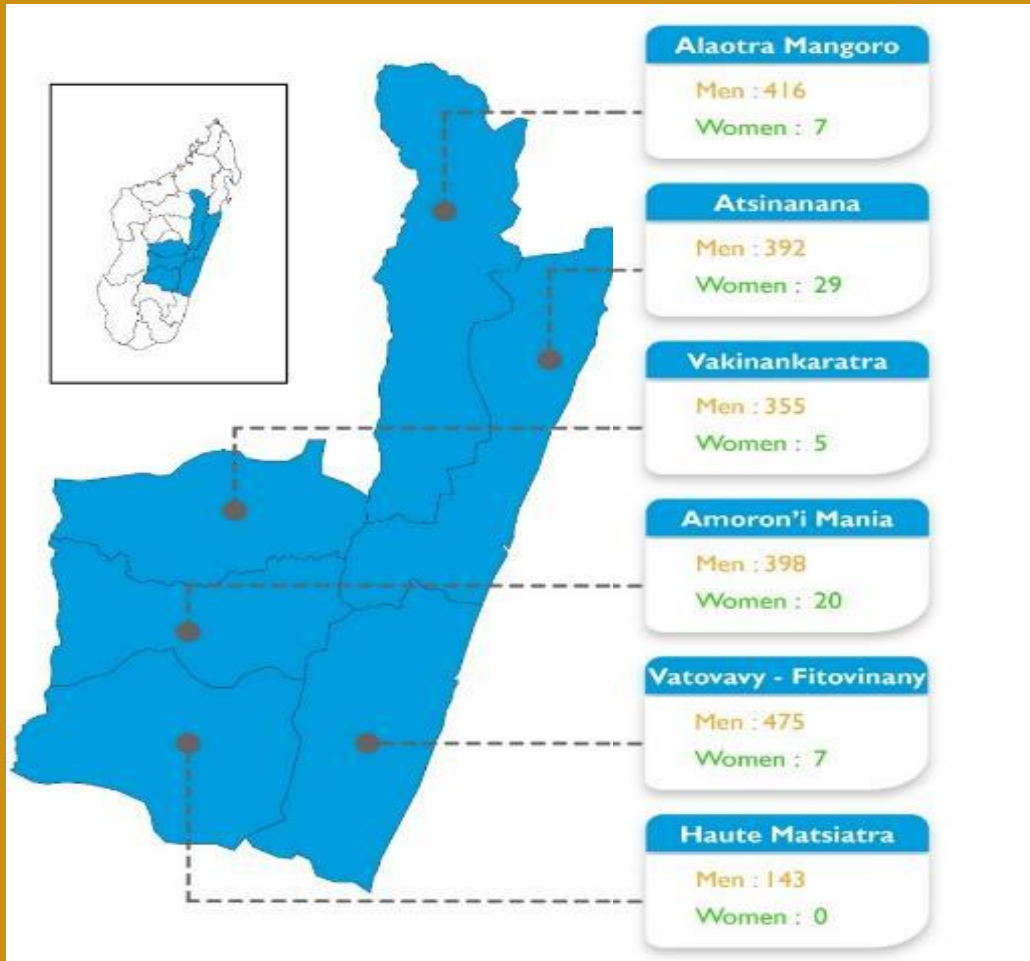 Alaotra Mangoro
Men : 416
Women : 7
Atsinanana
Men : 392
Women : 29
Vakinankaratra
Men : 355
Women : 5
Amoron'i Mania
Men : 398
Women : 20
Vatovavy - Fitovinany
Men : 475
Women : 7
Haute Matsiatra
Men : 143
Women : 0